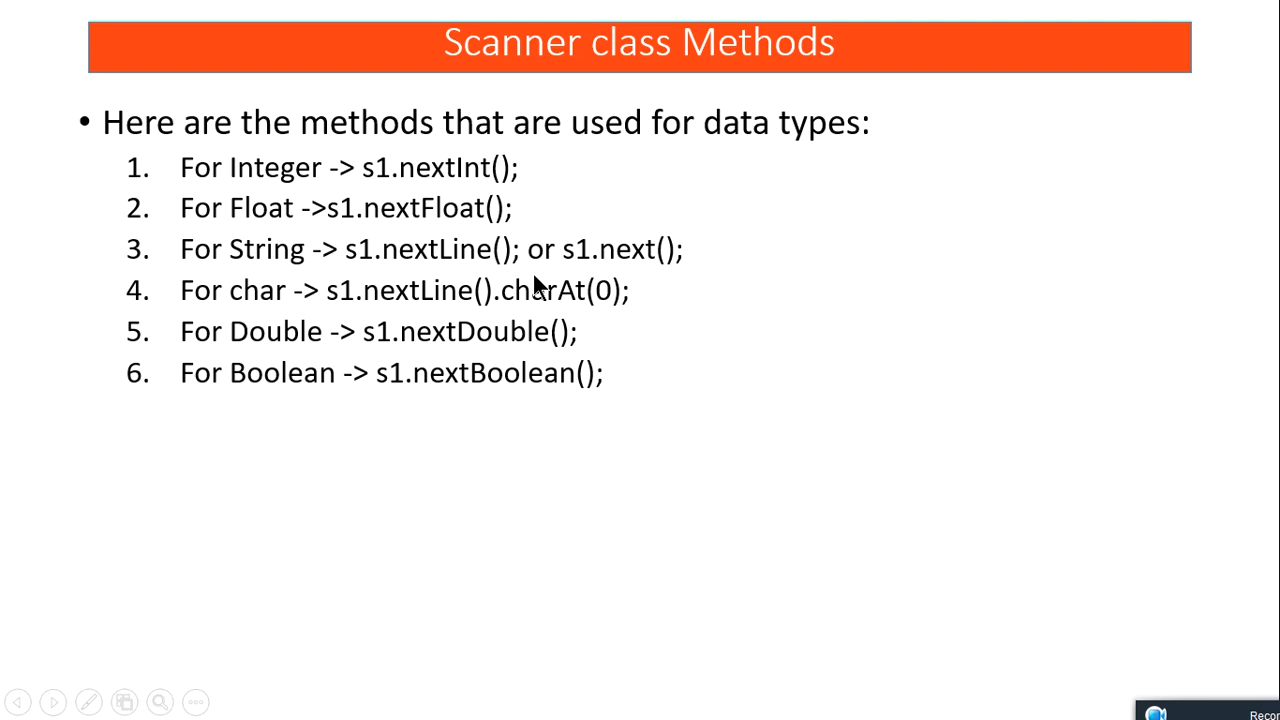 Scanner class Methods
• Here are the methods that are used for data types:
1. For Integer -> s1.nextInt();
2. For Float ->s1.nextFloat();
3. For String -> s1.nextLine(); or s1.next();
4. For char -> s1.nextLine().charAt(0);
5. For Double -> s1.nextDouble();
6. For Boolean -> s1.nextBoolean();
Recor